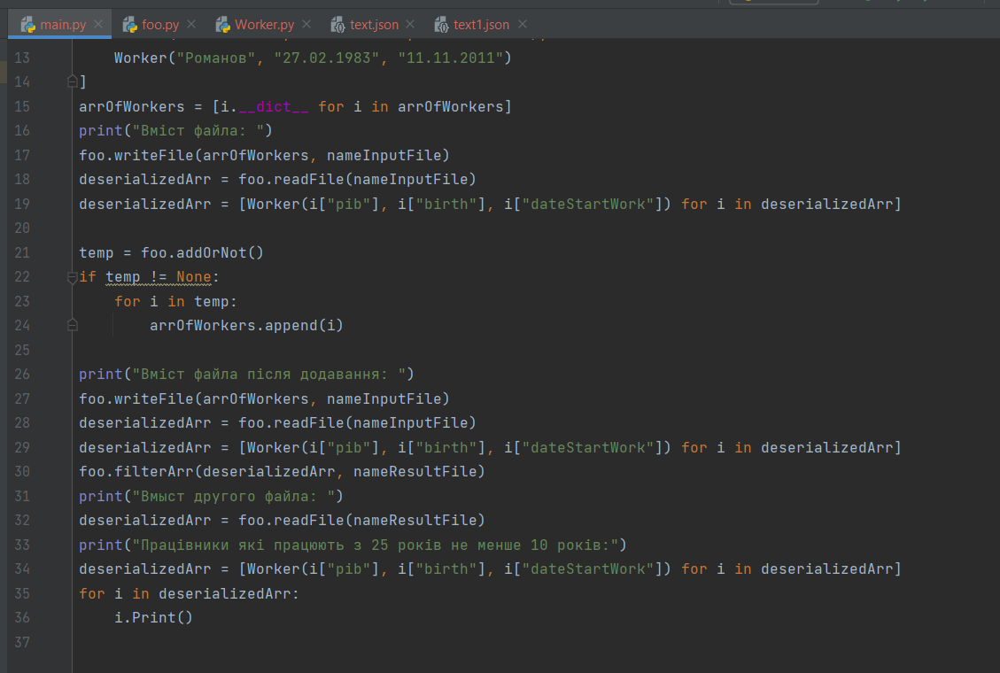 main.py foo.py Worker.py text.json text1.json
13 Worker("Романов", "27.02.1983", "11.11.2011")
14 ]
15 arrOfWorkers = [i.__dict__ for i in arrOfWorkers]
16 print("Вміст файла: ")
17 foo.writeFile(arrOfWorkers, nameInputFile)
18 deserializedArr = foo.readFile(nameInputFile)
19 deserializedArr = [Worker(i["pib"], i["birth"], i["dateStartWork"]) for i in deserializedArr]
20
21 temp = foo.addOrNot()
22 if temp != None:
23 for i in temp:
24 arrOfWorkers.append(i)
25
26 print("Вміст файла після додавання: ")
27 foo.writeFile(arrOfWorkers, nameInputFile)
28 deserializedArr = foo.readFile(nameInputFile)
29 deserializedArr = [Worker(i["pib"], i["birth"], i["dateStartWork"]) for i in deserializedArr]
30 foo.filterArr(deserializedArr, nameResultFile)
31 print("Вмыст другого файла: ")
32 deserializedArr = foo.readFile(nameResultFile)
33 print("Працівники які працюють з 25 років не менше 10 років:")
34 deserializedArr = [Worker(i["pib"], i["birth"], i["dateStartWork"]) for i in deserializedArr]
35 for i in deserializedArr:
36 i.Print()
37